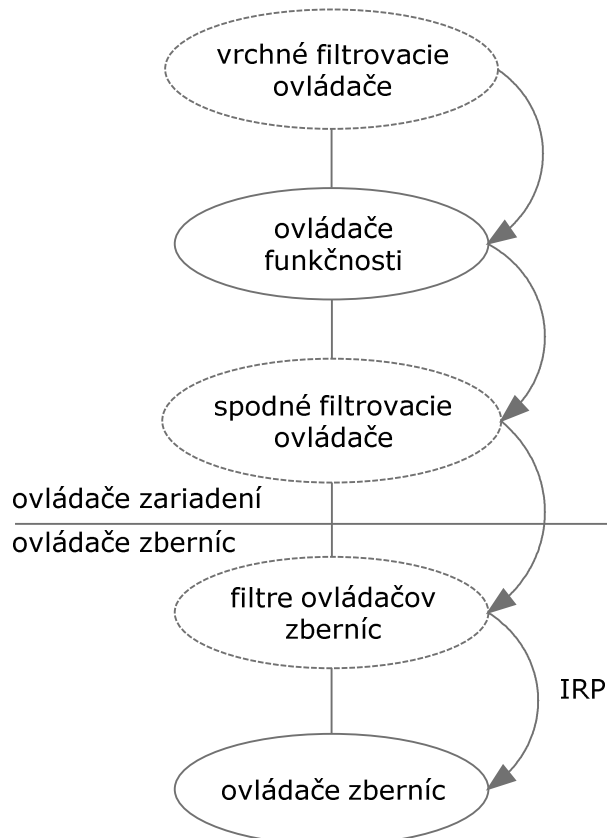 vrchné filtrovacie
ovládače
ovládače
funkčnosti
spodné filtrovacie
ovládače
ovládače zariadení
ovládače zberníc
filtre ovládačov
zberníc
IRP
ovládače zberníc